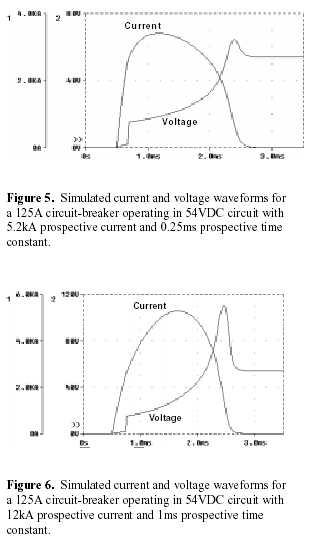 4.0KA
80V
1
2
Current
2.0KA
40V
Voltage
>>
0A
0V
0s
1.0ms
2.0ms
3.0ms
Figure 5. Simulated current and voltage waveforms for
a 125A circuit-breaker operating in 54VDC circuit with
5.2kA prospective current and 0.25ms prospective time
constant.
6.0KA
120V
1
2
Current
4.0KA
80V
2.0KA
40V
Voltage
>>
0A
0V
0s
1.0ms
2.0ms
3.0ms
Figure 6. Simulated current and voltage waveforms for
a 125A circuit-breaker operating in 54VDC circuit with
12kA prospective current and 1ms prospective time
constant.